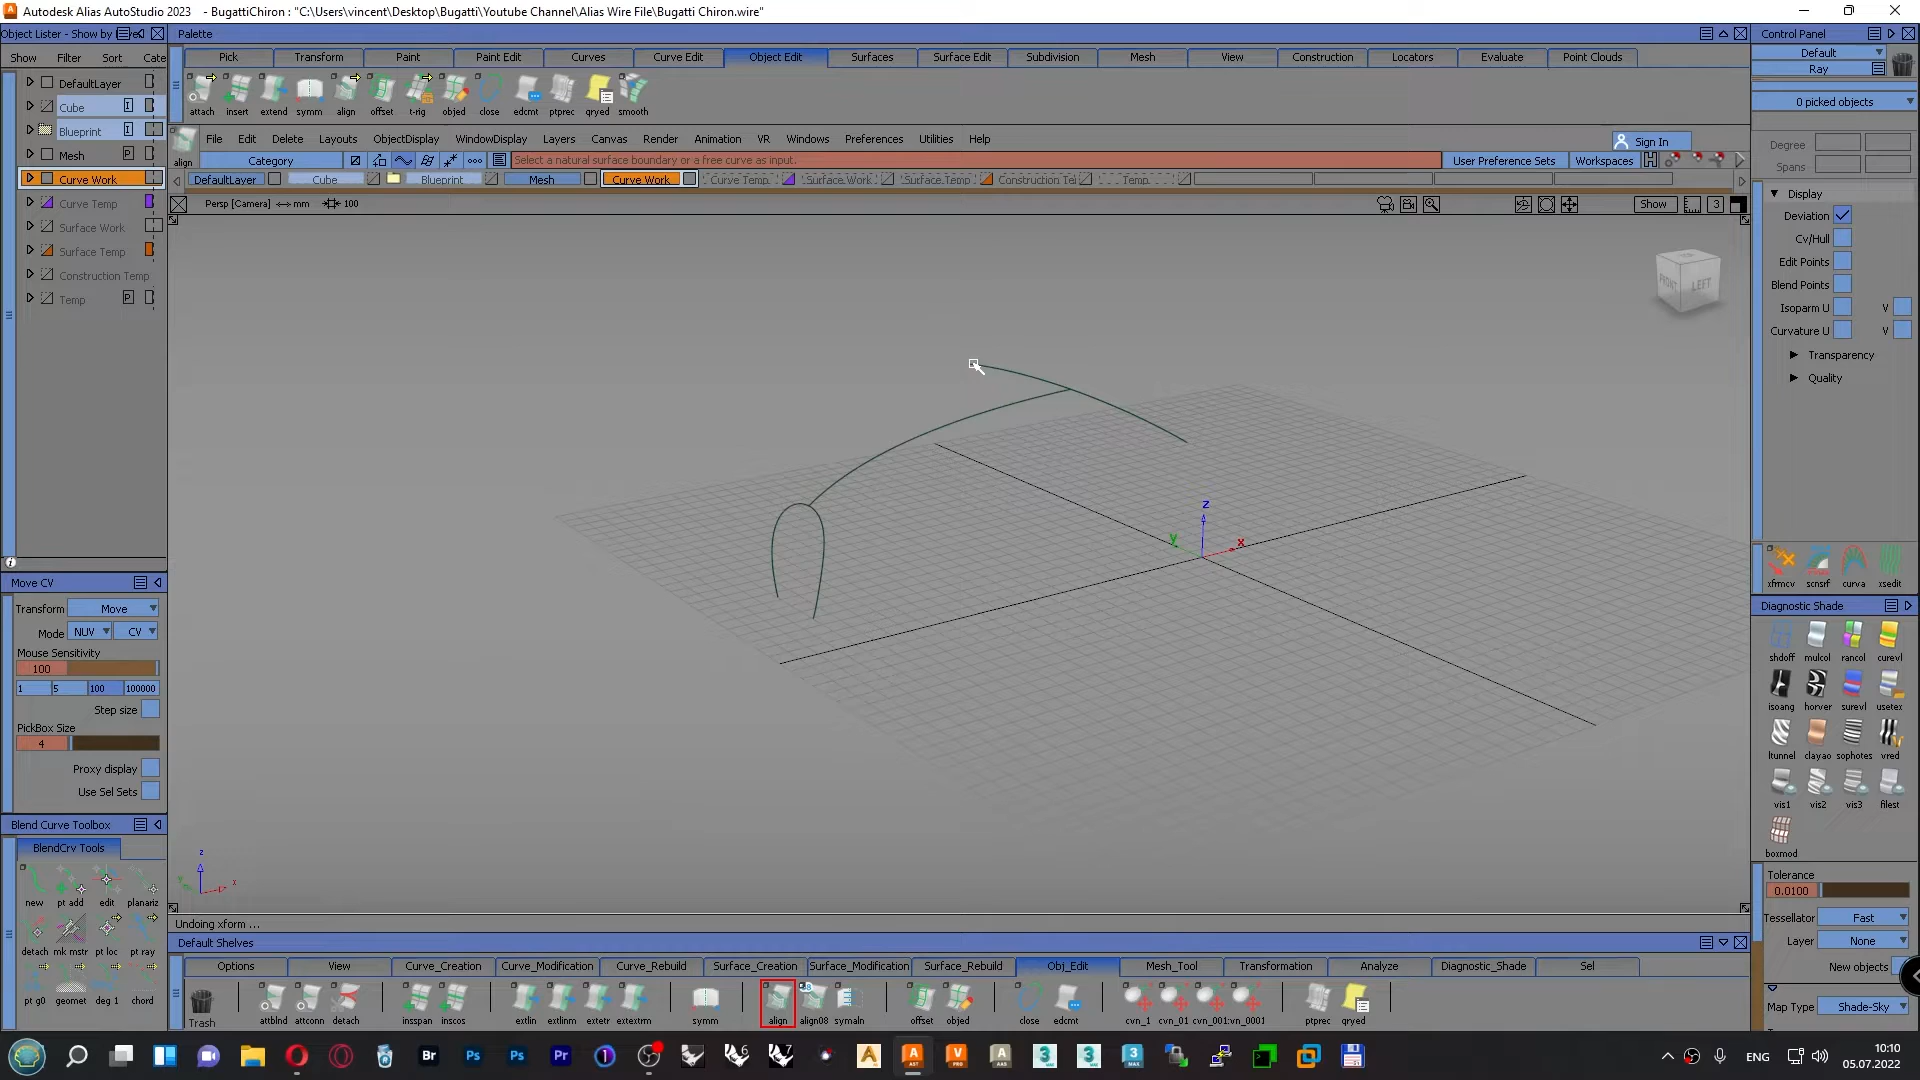 Autodesk Alias AutoStudio 2023 - BugattiChiron : "C:\Users\vincent\Desktop\Bugatti\Youtube Channel\Alias Wire File\Bugatti Chiron.wire"
Object Lister - Show by
Palette
Control Panel
Show Filter Sort Cate
Pick Transform Paint Paint Edit Curves Curve Edit Object Edit Surfaces Surface Edit Subdivision Mesh View Construction Locators Evaluate Point Clouds
Default
Ray
DefaultLayer
Cube I
Blueprint I
Mesh P
Curve Work
Curve Temp
Surface Work
Surface Temp
Construction Temp
Temp P
attach insert extend symm align offset t-rig objed close edcmt ptprec qryed smooth
0 picked objects
File Edit Delete Layouts ObjectDisplay WindowDisplay Layers Canvas Render Animation VR Windows Preferences Utilities Help
Sign In
align
Category
Select a natural surface boundary or a free curve as input.
User Preference Sets Workspaces
DefaultLayer Cube Blueprint Mesh Curve Work Curve Temp Surface Work Surface Temp Construction Te Temp
Persp [Camera] mm 100
Show 3
Degree
Spans
Display
Deviation
Cv/Hull
Edit Points
Blend Points
Isoparm U V
Curvature U V
Transparency
Quality
FRONT LEFT
z
y x
xfrmcv scnsrf curva xsedit
Move CV
Transform Move
Mode NUV CV
Mouse Sensitivity
100
1 5 100 100000
Step size
PickBox Size
4
Proxy display
Use Sel Sets
Diagnostic Shade
shdoff mulcol rancol curevl
isoang horver surevl usetex
ltunnel clayao sophotes vred
vis1 vis2 vis3 filest
boxmod
Blend Curve Toolbox
BlendCrv Tools
new pt add edit planariz
detach mk mstr pt loc pt ray
pt g0 geomet deg 1 chord
z
x
Tolerance
0.0100
Tessellator Fast
Layer None
New objects
Map Type Shade-Sky
Undoing xform ...
Default Shelves
Options View Curve_Creation Curve_Modification Curve_Rebuild Surface_Creation Surface_Modification Surface_Rebuild Obj_Edit Mesh_Tool Transformation Analyze Diagnostic_Shade Sel
Trash attblnd attconn detach insspan inscos extlin extlinm extetr extextrm symm align align08 symaln offset objed close edcmt cvn_1 cvn_01 cvn_001 vn_0001 ptprec qryed
Br Ps Ps Pr
ENG
10:10
05.07.2022